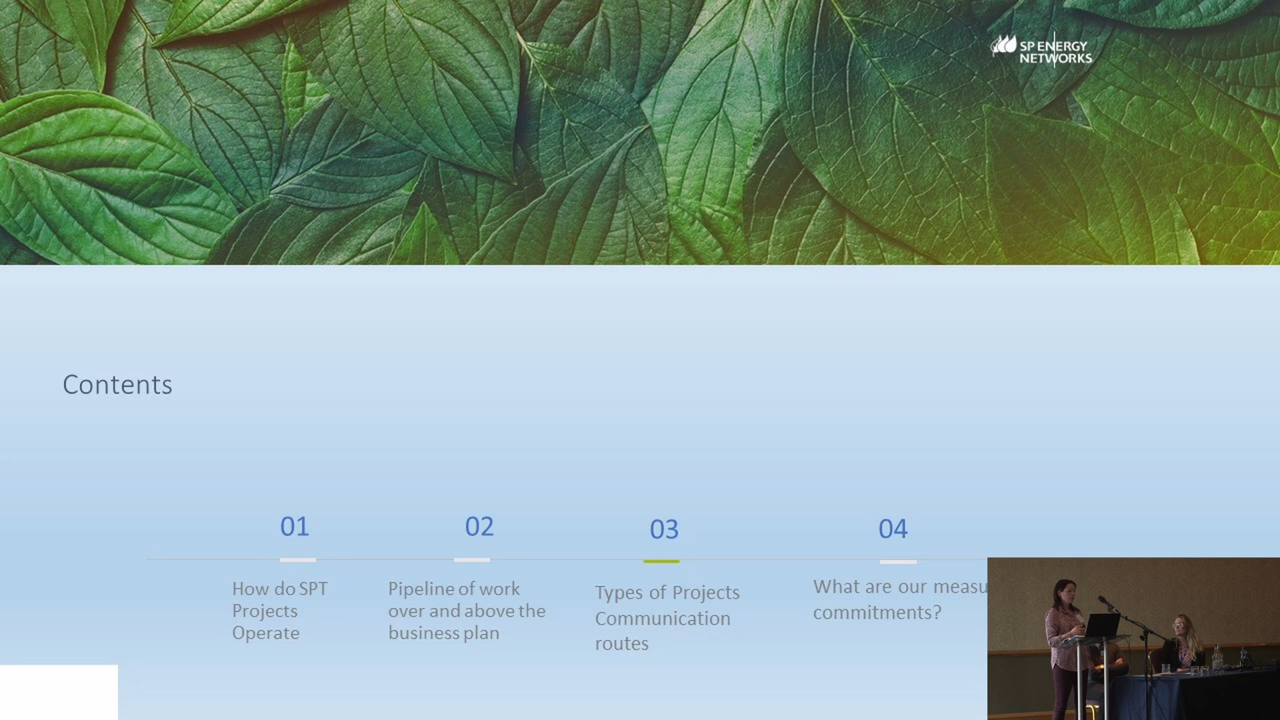 SP ENERGY
NETWORKS
Contents
01
02
03
04
How do SPT
Projects
Operate
Pipeline of work
over and above the
business plan
Types of Projects
Communication
routes
What are our measu
commitments?